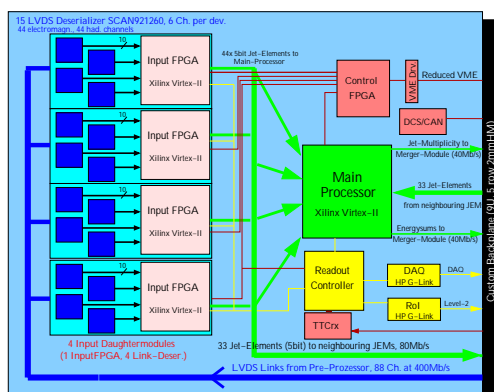 15 LVDS Deserializer SCAN921260, 6 Ch. per dev.
44 electromagn., 44 had. channels
10
Input FPGA
Xilinx Virtex-II
10
Input FPGA
Xilinx Virtex-II
10
Input FPGA
Xilinx Virtex-II
10
Input FPGA
Xilinx Virtex-II
4 Input Daughtermodules
(1 InputFPGA, 4 Link-Deser.)
44x 5bit Jet-Elements to
Main-Processor
Control
FPGA
VME Drv.
Reduced VME
DCS/CAN
Jet-Multiplicity to
Merger-Module (40Mb/s)
Main
Processor
Xilinx Virtex-II
33 Jet-Elements
from neighbouring JEM
Energysums to
Merger-Module (40Mb/s)
Readout
Controller
DAQ
HP G-Link
DAQ
RoI
HP G-Link
Level-2
TTCrx
33 Jet-Elements (5bit) to neighbouring JEMs, 80Mb/s
LVDS Links from Pre-Prozessor, 88 Ch. at 400Mb/s
Custom Backplane (9U, 5 row 2mm HM)